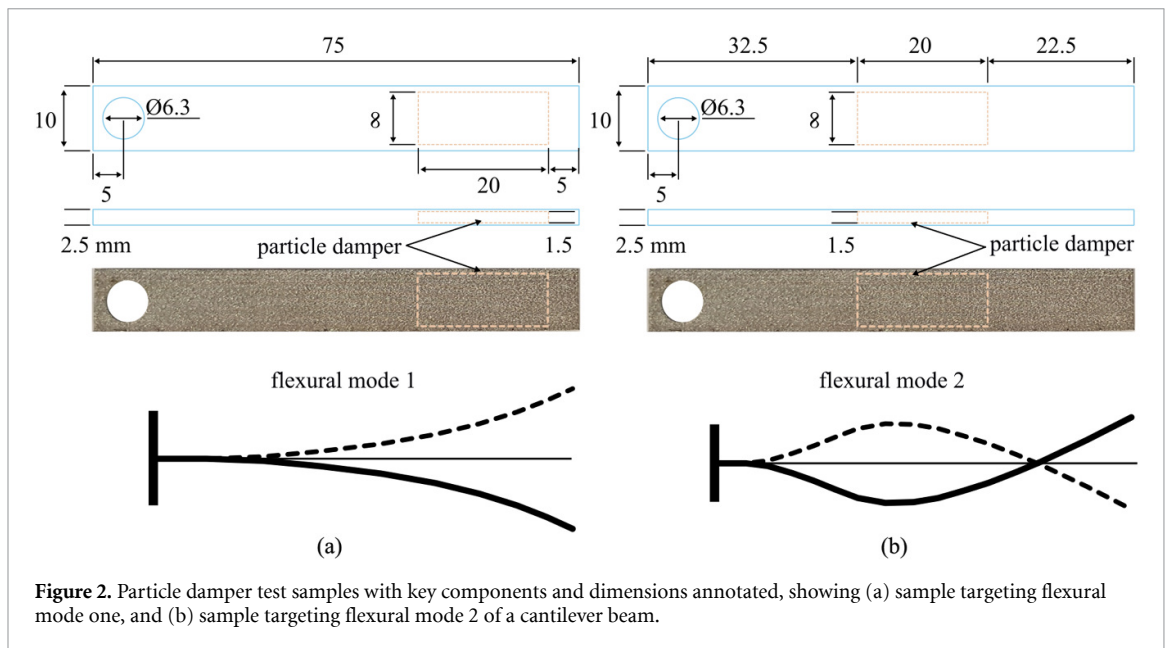 75
10
Ø6.3
8
5
20
5
2.5 mm
particle damper
1.5
flexural mode 1
(a)
32.5
20
22.5
10
Ø6.3
8
5
2.5 mm
1.5
particle damper
flexural mode 2
(b)
Figure 2. Particle damper test samples with key components and dimensions annotated, showing (a) sample targeting flexural
mode one, and (b) sample targeting flexural mode 2 of a cantilever beam.